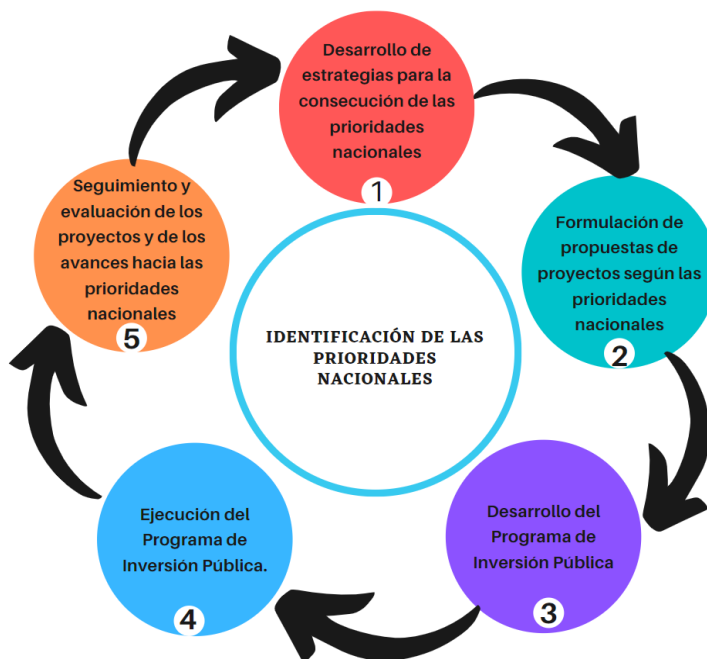 Desarrollo de
estrategias para la
consecución de las
prioridades
nacionales
1
Formulación de
propuestas de
proyectos según las
prioridades
nacionales
2
Desarrollo del
Programa de
Inversión Pública
3
Ejecución del
Programa de
Inversión Pública.
4
Seguimiento y
evaluación de los
proyectos y de los
avances hacia las
prioridades
nacionales
5
IDENTIFICACIÓN DE LAS
PRIORIDADES
NACIONALES